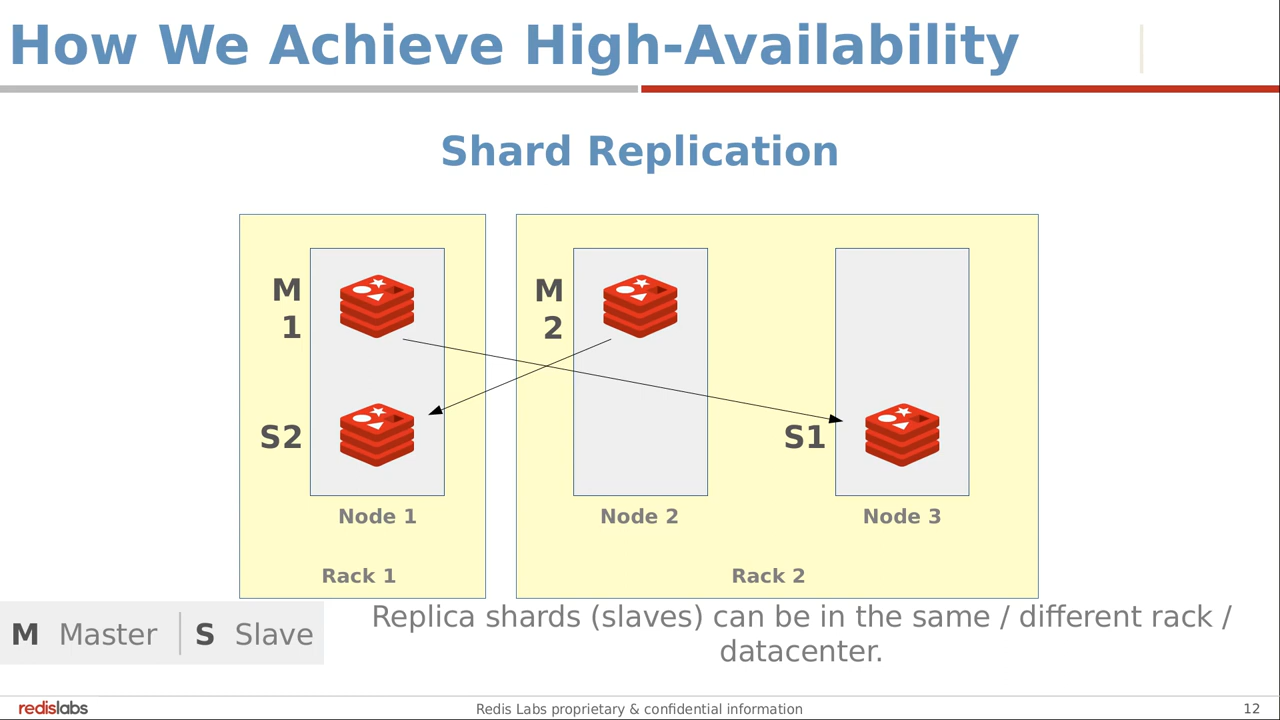 How We Achieve High-Availability
Shard Replication
M
1
S2
Node 1
Rack 1
M
2
Node 2
S1
Node 3
Rack 2
M Master S Slave
Replica shards (slaves) can be in the same / different rack /
datacenter.
redislabs
Redis Labs proprietary & confidential information
12